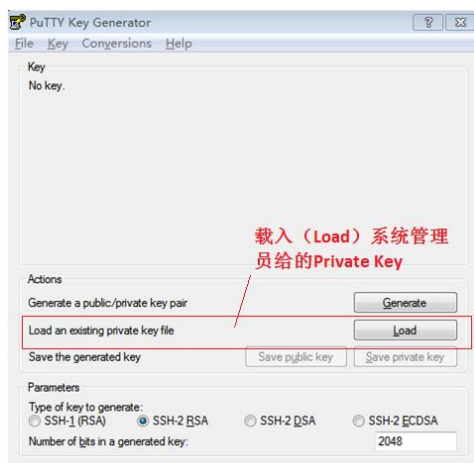 PuTTY Key Generator
File Key Conversions Help
Key
No key.
载入（Load）系统管理
员给的Private Key
Actions
Generate a public/private key pair Generate
Load an existing private key file Load
Save the generated key Save public key Save private key
Parameters
Type of key to generate:
SSH-1 (RSA) SSH-2 RSA SSH-2 DSA SSH-2 ECDSA
Number of bits in a generated key: 2048